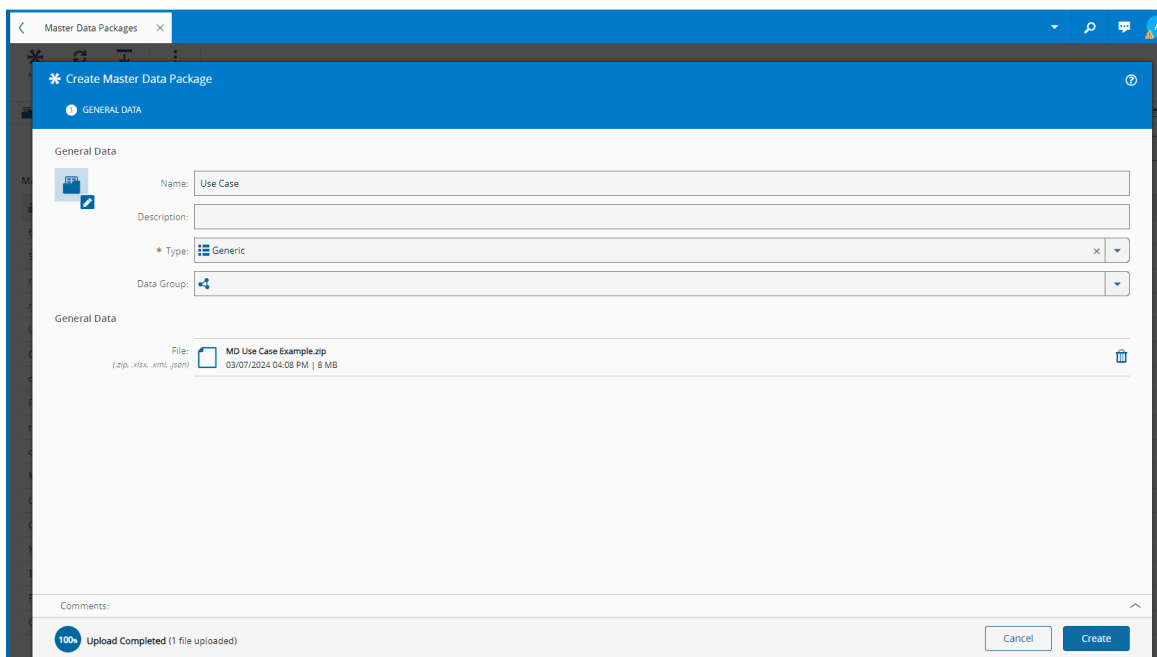 Master Data Packages
Create Master Data Package
1 GENERAL DATA
General Data
Name: Use Case
Description:
* Type: Generic
Data Group:
General Data
File: MD Use Case Example.zip
(.zip, .xlsx, .xml, .json) 03/07/2024 04:08 PM | 8 MB
Comments:
100% Upload Completed (1 file uploaded)
Cancel
Create